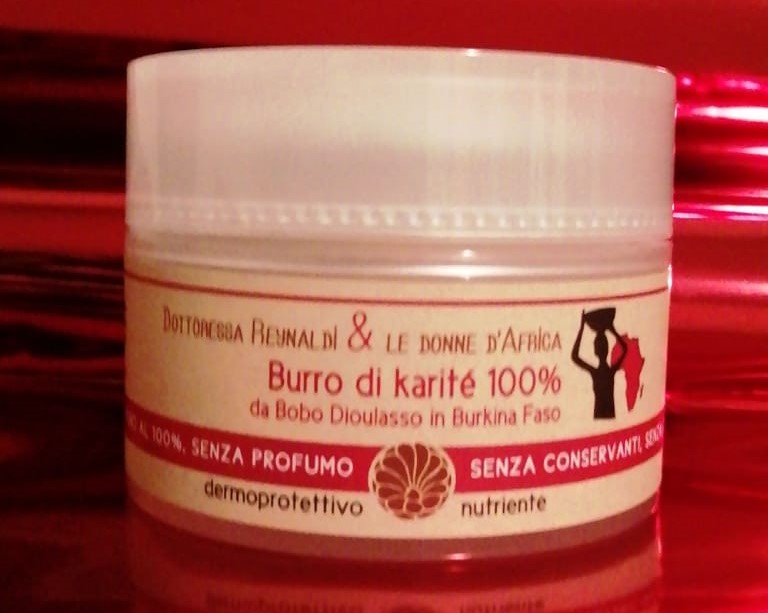 Dottoressa Reynaldi & le donne d'Africa
Burro di karité 100%
da Bobo Dioulasso in Burkina Faso
AL 100%, SENZA PROFUMO SENZA CONSERVANTI,
dermoprotettivo nutriente